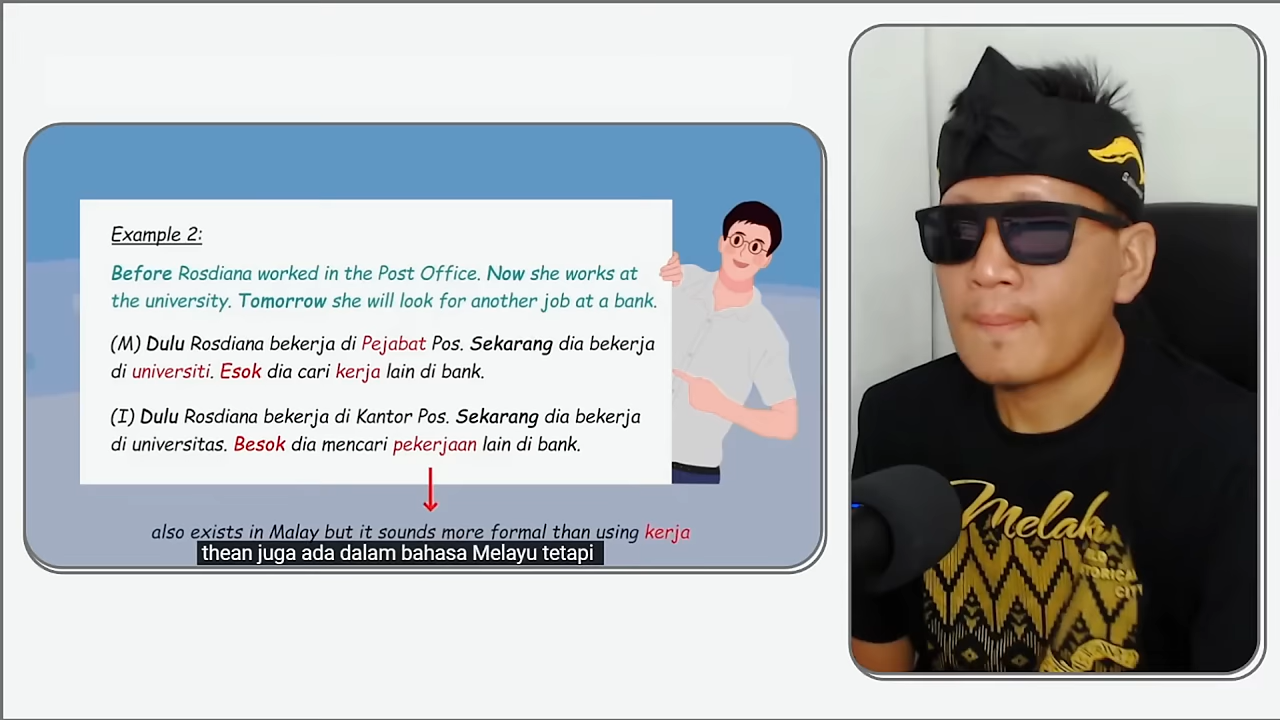 Example 2:
Before Rosdiana worked in the Post Office. Now she works at
the university. Tomorrow she will look for another job at a bank.
(M) Dulu Rosdiana bekerja di Pejabat Pos. Sekarang dia bekerja
di universiti. Esok dia cari kerja lain di bank.
(I) Dulu Rosdiana bekerja di Kantor Pos. Sekarang dia bekerja
di universitas. Besok dia mencari pekerjaan lain di bank.
also exists in Malay but it sounds more formal than using kerja
thean juga ada dalam bahasa Melayu tetapi
Melak
CITY